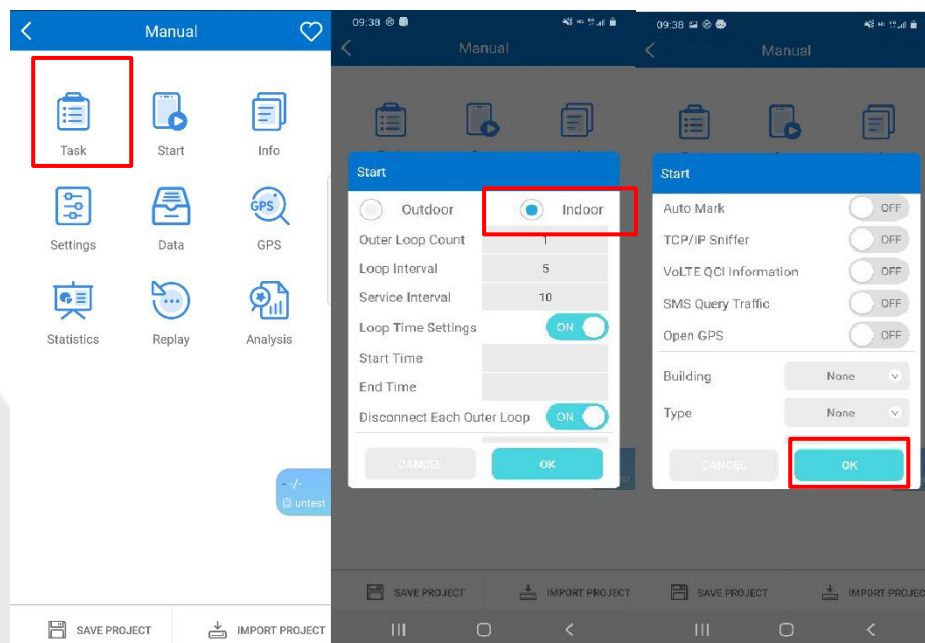 Manual
Task
Start
Info
Settings
Data
GPS
GPS
Statistics
Replay
Analysis
- -/-
untest
SAVE PROJECT
IMPORT PROJECT
09:38
Manual
Start
Outdoor
Indoor
Outer Loop Count
1
Loop Interval
5
Service Interval
10
Loop Time Settings
ON
Start Time
End Time
Disconnect Each Outer Loop
ON
CANCEL
OK
SAVE PROJECT
IMPORT PROJECT
09:38
Manual
Start
Auto Mark
OFF
TCP/IP Sniffer
OFF
VoLTE QCI Information
OFF
SMS Query Traffic
OFF
Open GPS
OFF
Building
None
Type
None
CANCEL
OK
SAVE PROJECT
IMPORT PROJEC